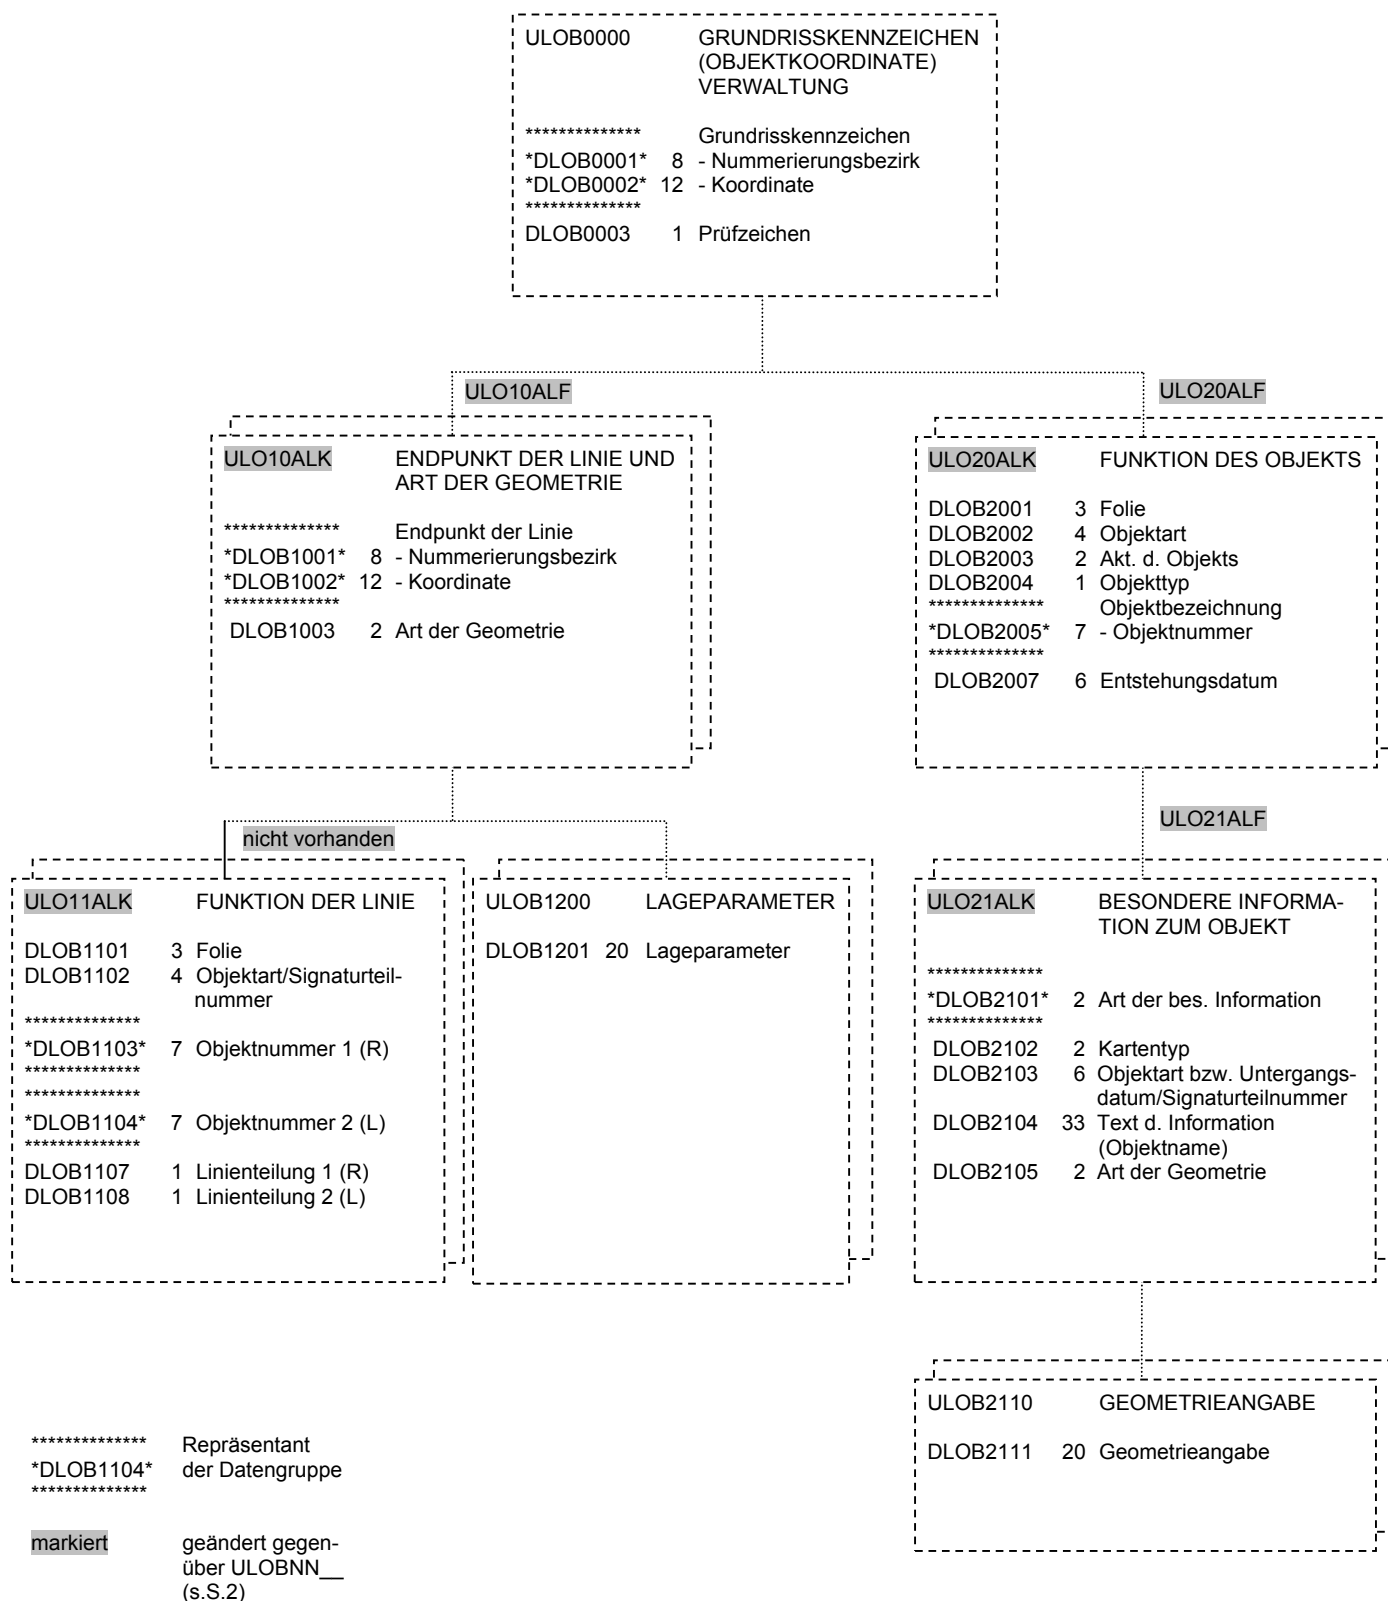 ULOB0000 GRUNDRISSKENNZEICHEN
(OBJEKTKOORDINATE)
VERWALTUNG
************** Grundrisskennzeichen
*DLOB0001* 8 - Nummerierungsbezirk
*DLOB0002* 12 - Koordinate
**************
DLOB0003 1 Prüfzeichen
ULO10ALF
ULO10ALK ENDPUNKT DER LINIE UND
ART DER GEOMETRIE
************** Endpunkt der Linie
*DLOB1001* 8 - Nummerierungsbezirk
*DLOB1002* 12 - Koordinate
**************
DLOB1003 2 Art der Geometrie
ULO20ALF
ULO20ALK FUNKTION DES OBJEKTS
DLOB2001 3 Folie
DLOB2002 4 Objektart
DLOB2003 2 Akt. d. Objekts
DLOB2004 1 Objekttyp
************** Objektbezeichnung
*DLOB2005* 7 - Objektnummer
**************
DLOB2007 6 Entstehungsdatum
nicht vorhanden
ULO11ALK FUNKTION DER LINIE
DLOB1101 3 Folie
DLOB1102 4 Objektart/Signaturteil-
nummer
**************
*DLOB1103* 7 Objektnummer 1 (R)
**************
**************
*DLOB1104* 7 Objektnummer 2 (L)
**************
DLOB1107 1 Linienteilung 1 (R)
DLOB1108 1 Linienteilung 2 (L)
ULOB1200 LAGEPARAMETER
DLOB1201 20 Lageparameter
ULO21ALF
ULO21ALK BESONDERE INFORMA-
TION ZUM OBJEKT
**************
*DLOB2101* 2 Art der bes. Information
**************
DLOB2102 2 Kartentyp
DLOB2103 6 Objektart bzw. Untergangs-
datum/Signaturteilnummer
DLOB2104 33 Text d. Information
(Objektname)
DLOB2105 2 Art der Geometrie
ULOB2110 GEOMETRIEANGABE
DLOB2111 20 Geometrieangabe
************** Repräsentant
*DLOB1104* der Datengruppe
**************
markiert geändert gegen-
über ULOBNN__
(s.S.2)